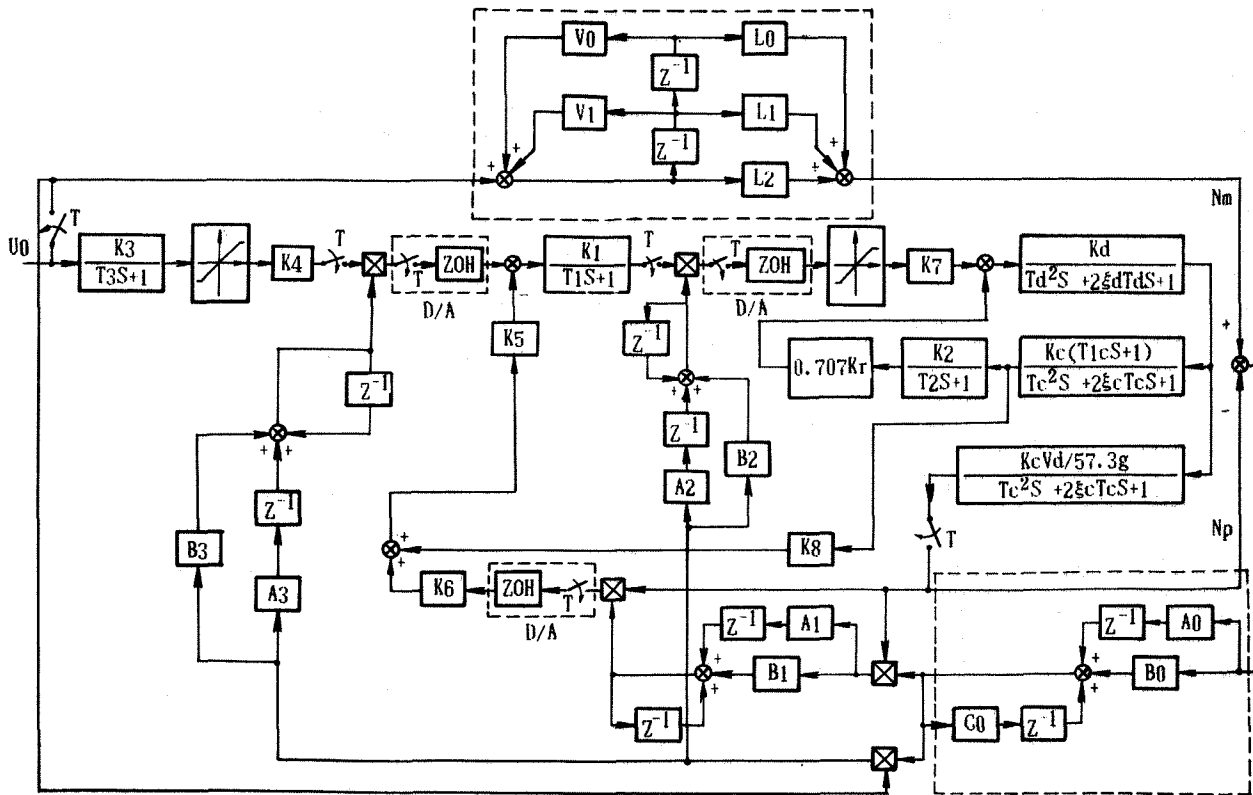 V0
L0
Z⁻¹
V1
L1
+
+
Z⁻¹
+
+
L2
Nm
U0
T
K3
T3S+1
K4
T
T
ZOH
D/A
K1
T1S+1
T
T
ZOH
D/A
K7
Kd
Td²S +2ξdTdS+1
K5
Z⁻¹
0.707Kr
K2
T2S+1
Kc(T1cS+1)
Tc²S +2ξcTcS+1
+
-
Z⁻¹
+
+
+
+
Z⁻¹
B2
KcVd/57.3g
Tc²S +2ξcTcS+1
Z⁻¹
A2
B3
A3
+
+
K8
T
Np
K6
ZOH
T
D/A
Z⁻¹
A1
Z⁻¹
A0
+
+
B1
+
+
B0
Z⁻¹
C0
Z⁻¹